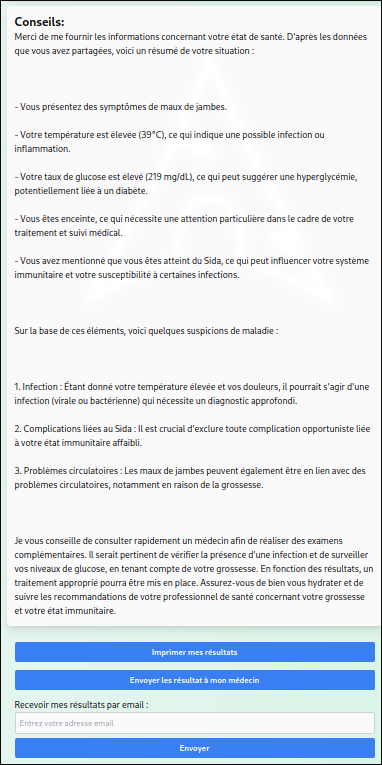 Conseils:
Merci de me fournir les informations concernant votre état de santé. D'après les données
que vous avez partagées, voici un résumé de votre situation :
- Vous présentez des symptômes de maux de jambes.
- Votre température est élevée (39°C), ce qui indique une possible infection ou
inflammation.
- Votre taux de glucose est élevé (219 mg/dL), ce qui peut suggérer une hyperglycémie,
potentiellement liée à un diabète.
- Vous êtes enceinte, ce qui nécessite une attention particulière dans le cadre de votre
traitement et suivi médical.
- Vous avez mentionné que vous êtes atteint du Sida, ce qui peut influencer votre système
immunitaire et votre susceptibilité à certaines infections.
Sur la base de ces éléments, voici quelques suspicions de maladie :
1. Infection : Étant donné votre température élevée et vos douleurs, il pourrait s'agir d'une
infection (virale ou bactérienne) qui nécessite un diagnostic approfondi.
2. Complications liées au Sida : Il est crucial d'exclure toute complication opportuniste liée
à votre état immunitaire affaibli.
3. Problèmes circulatoires : Les maux de jambes peuvent également être en lien avec des
problèmes circulatoires, notamment en raison de la grossesse.
Je vous conseille de consulter rapidement un médecin afin de réaliser des examens
complémentaires. Il serait pertinent de vérifier la présence d'une infection et de surveiller
vos niveaux de glucose, en tenant compte de votre grossesse. En fonction des résultats, un
traitement approprié pourra être mis en place. Assurez-vous de bien vous hydrater et de
suivre les recommandations de votre professionnel de santé concernant votre grossesse
et votre état immunitaire.
Imprimer mes résultats
Envoyer les résultat à mon médecin
Recevoir mes résultats par email :
Entrez votre adresse email
Envoyer